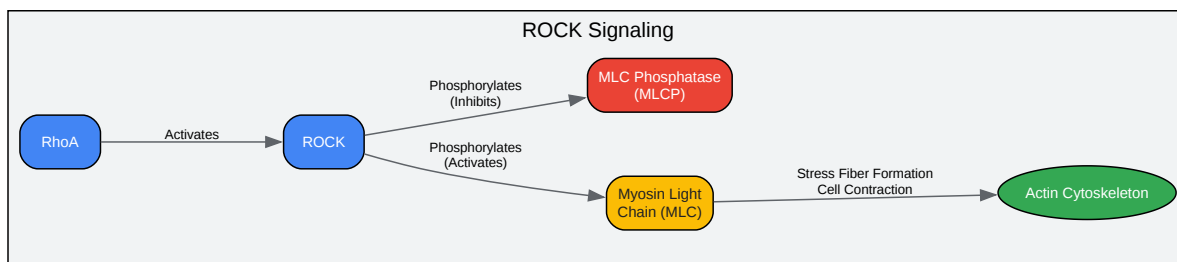 ROCK Signaling
RhoA
Activates
ROCK
Phosphorylates
(Inhibits)
MLC Phosphatase
(MLCP)
Phosphorylates
(Activates)
Myosin Light
Chain (MLC)
Stress Fiber Formation
Cell Contraction
Actin Cytoskeleton